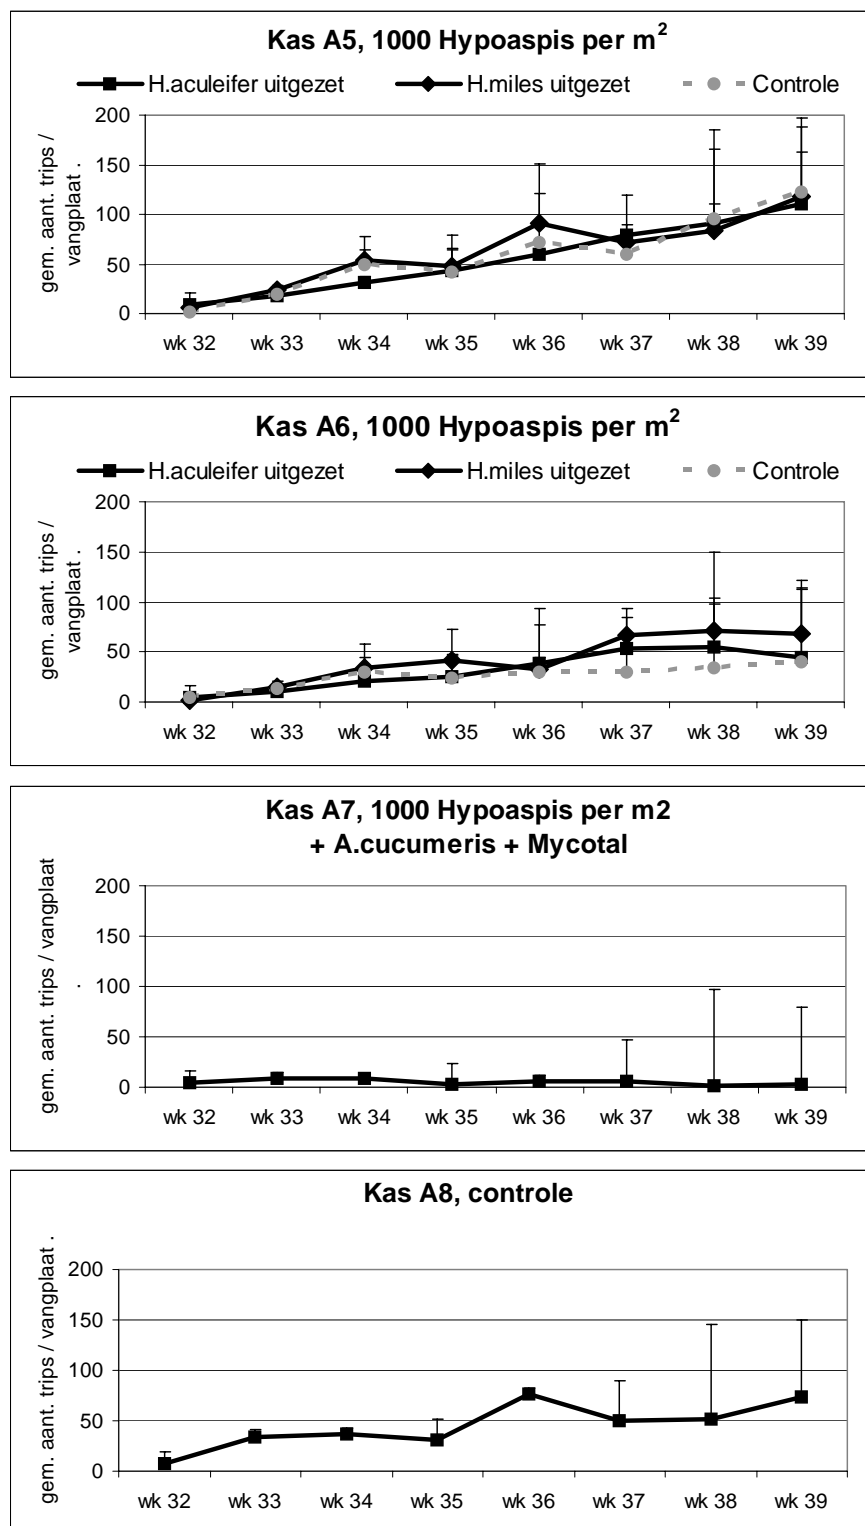 Kas A5, 1000 Hypoaspis per m²
H.aculeifer uitgezet H.miles uitgezet Controle
gem. aant. trips /
vangplaat .
200
150
100
50
0
wk 32 wk 33 wk 34 wk 35 wk 36 wk 37 wk 38 wk 39
Kas A6, 1000 Hypoaspis per m²
H.aculeifer uitgezet H.miles uitgezet Controle
gem. aant. trips /
vangplaat .
200
150
100
50
0
wk 32 wk 33 wk 34 wk 35 wk 36 wk 37 wk 38 wk 39
Kas A7, 1000 Hypoaspis per m2
+ A.cucumeris + Mycotal
gem. aant. trips / vangplaat
.
200
150
100
50
0
wk 32 wk 33 wk 34 wk 35 wk 36 wk 37 wk 38 wk 39
Kas A8, controle
gem. aant. trips / vangplaat .
200
150
100
50
0
wk 32 wk 33 wk 34 wk 35 wk 36 wk 37 wk 38 wk 39